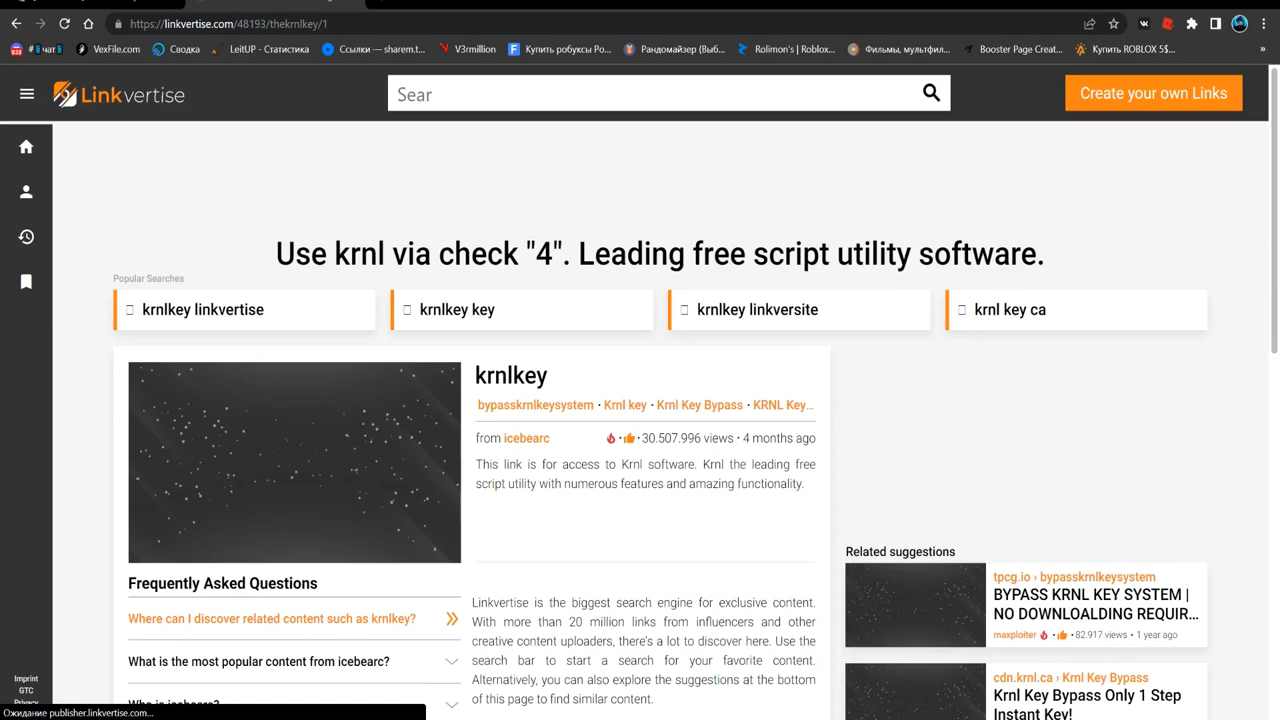 https://linkvertise.com/48193/thekrnlkey/1
VexFile.com
Сводка
LeitUP - Статистика
Ссылки — sharem.t...
V3rmillion
Купить робуксы Ро...
Рандомайзер (Выб...
Rolimon's | Roblox...
Фильмы, мультфил...
Booster Page Creat...
Купить ROBLOX 5$...
»
Linkvertise
Sear
Create your own Links
Use krnl via check "4". Leading free script utility software.
Popular Searches
krnlkey linkvertise
krnlkey key
krnlkey linkversite
krnl key ca
krnlkey
bypasskrnlkeysystem · Krnl key · Krnl Key Bypass · KRNL Key...
from icebearc
· 30.507.996 views · 4 months ago
This link is for access to Krnl software. Krnl the leading free
script utility with numerous features and amazing functionality.
Frequently Asked Questions
Where can I discover related content such as krnlkey?
What is the most popular content from icebearc?
Who is icebearc?
Linkvertise is the biggest search engine for exclusive content.
With more than 20 million links from influencers and other
creative content uploaders, there's a lot to discover here. Use the
search bar to start a search for your favorite content.
Alternatively, you can also explore the suggestions at the bottom
of this page to find similar content.
Related suggestions
tpcg.io › bypasskrnlkeysystem
BYPASS KRNL KEY SYSTEM |
NO DOWNLOALDING REQUIR...
maxploiter · 82.917 views · 1 year ago
cdn.krnl.ca › Krnl Key Bypass
Krnl Key Bypass Only 1 Step
Instant Key!
Imprint
GTC
Privacy
Ожидание publisher.linkvertise.com...